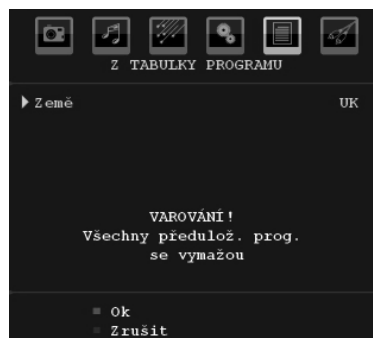 Z TABULKY PROGRAMU
Země UK
VAROVÁNÍ!
Všechny předulož. prog.
se vymažou
Ok
Zrušit